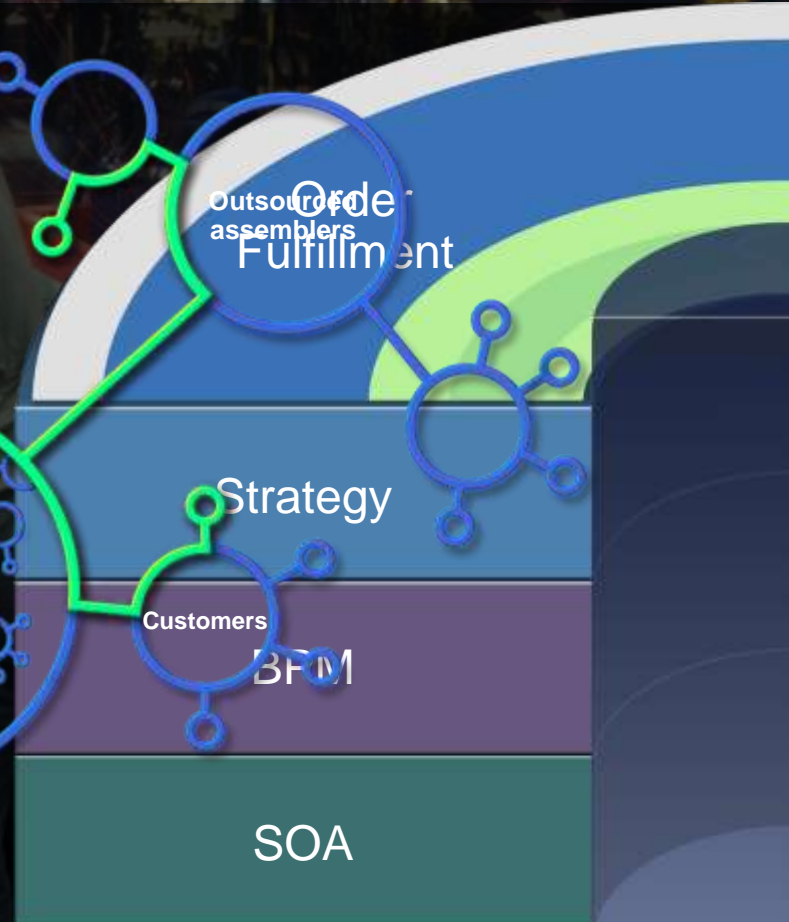 Outsourced
assemblers
Order
Fulfillment
Strategy
Customers
BPM
SOA